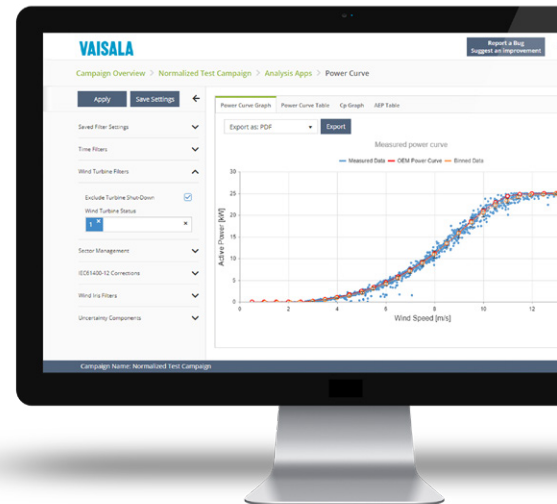 VAISALA
Report a Bug
Suggest an Improvement
Campaign Overview > Normalized Test Campaign > Analysis Apps > Power Curve
Apply
Save Settings
Power Curve Graph
Power Curve Table
Cp Graph
AEP Table
Saved Filter Settings
Time Filters
Wind Turbine Filters
Exclude Turbine Shut-Down
Wind Turbine Status
1 ×
×
Sector Management
IEC61400-12 Corrections
Wind Iris Filters
Uncertainty Components
Export as: PDF
Export
Measured power curve
Measured Data
OEM Power Curve
Binned Data
Active Power [kW]
30
25
20
15
10
5
0
0 2 4 6 8 10 12
Wind Speed [m/s]
Campaign Name: Normalized Test Campaign